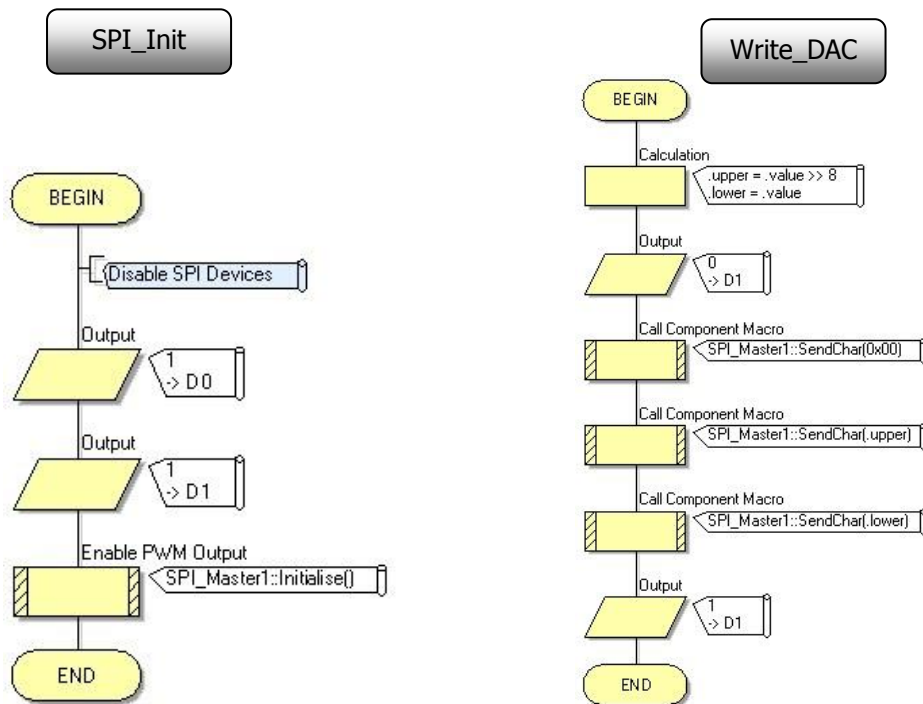 SPI_Init
BEGIN
Disable SPI Devices
Output
1
-> D0
Output
1
-> D1
Enable PWM Output
SPI_Master1::Initialise()
END
Write_DAC
BEGIN
Calculation
.upper = .value >> 8
.lower = .value
Output
0
-> D1
Call Component Macro
SPI_Master1::SendChar(0x00)
Call Component Macro
SPI_Master1::SendChar(.upper)
Call Component Macro
SPI_Master1::SendChar(.lower)
Output
1
-> D1
END